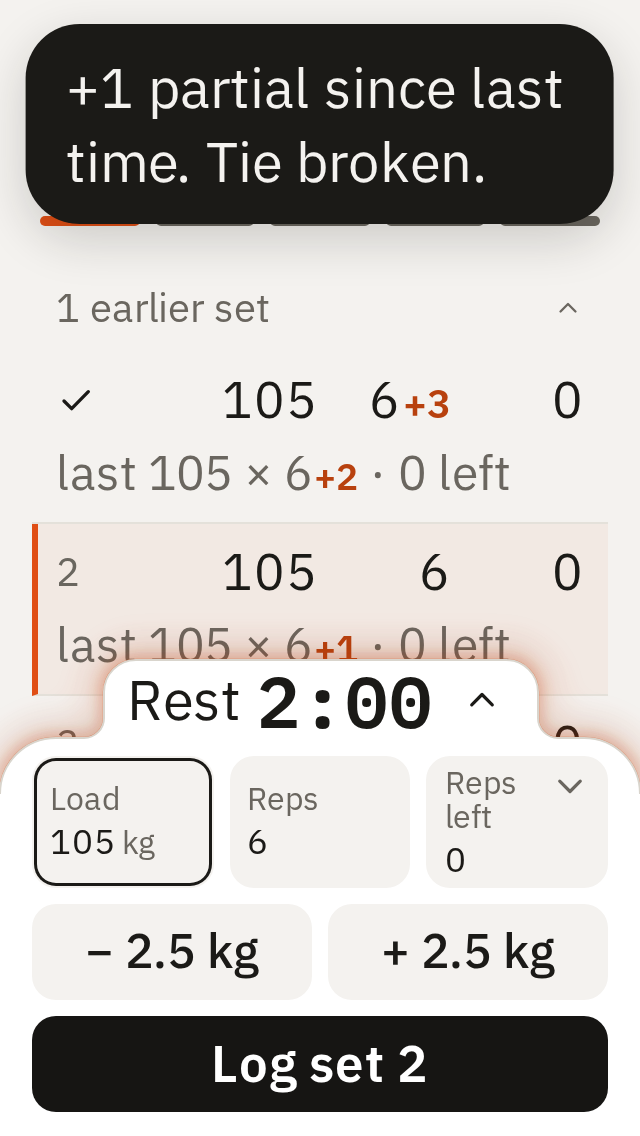 +1 partial since last
time. Tie broken.
1 earlier set
105 6+3 0
last 105 × 6+2 · 0 left
2 105 6 0
last 105 × 6+1 · 0 left
Rest 2:00
Load
105 kg
Reps
6
Reps
left
0
− 2.5 kg
+ 2.5 kg
Log set 2